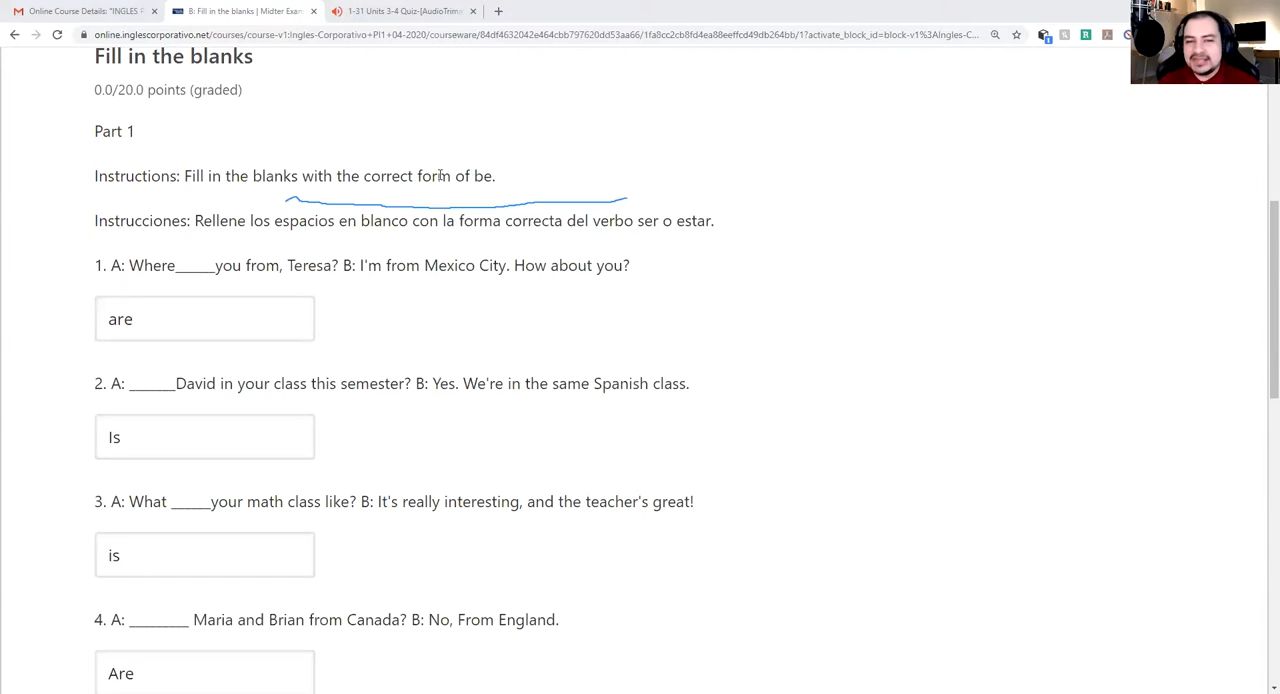 Online Course Details: "INGLES P
B: Fill in the blanks | Midter Exam
1-31 Units 3-4 Quiz-[AudioTrim
online.inglescorporativo.net/courses/course-v1:Ingles-Corporativo+PI1+04-2020/courseware/84df4632042e464cbb797620dd53aa66/1fa8cc2cb8fd4ea88eeffcd49db264bb/1?activate_block_id=block-v1%3AIngles-C...
Fill in the blanks
0.0/20.0 points (graded)
Part 1
Instructions: Fill in the blanks with the correct form of be.
Instrucciones: Rellene los espacios en blanco con la forma correcta del verbo ser o estar.
1. A: Where_____you from, Teresa? B: I'm from Mexico City. How about you?
are
2. A: ______David in your class this semester? B: Yes. We're in the same Spanish class.
Is
3. A: What _____your math class like? B: It's really interesting, and the teacher's great!
is
4. A: ________ Maria and Brian from Canada? B: No, From England.
Are